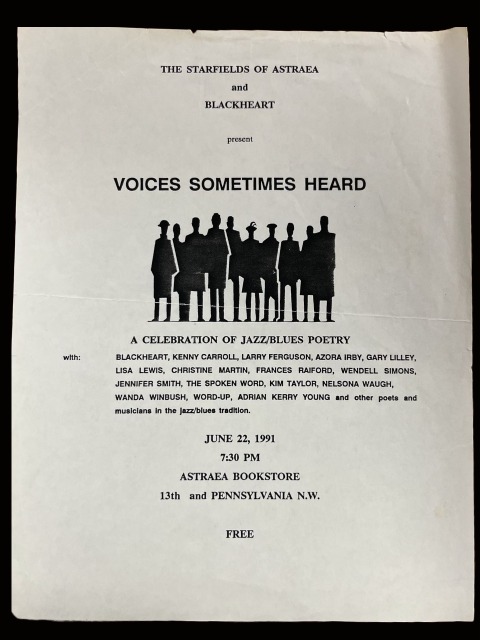 THE STARFIELDS OF ASTRAEA
and
BLACKHEART
present
VOICES SOMETIMES HEARD
A CELEBRATION OF JAZZ/BLUES POETRY
with: BLACKHEART, KENNY CARROLL, LARRY FERGUSON, AZORA IRBY, GARY LILLEY,
LISA LEWIS, CHRISTINE MARTIN, FRANCES RAIFORD, WENDELL SIMONS,
JENNIFER SMITH, THE SPOKEN WORD, KIM TAYLOR, NELSONA WAUGH,
WANDA WINBUSH, WORD-UP, ADRIAN KERRY YOUNG and other poets and
musicians in the jazz/blues tradition.
JUNE 22, 1991
7:30 PM
ASTRAEA BOOKSTORE
13th and PENNSYLVANIA N.W.
FREE